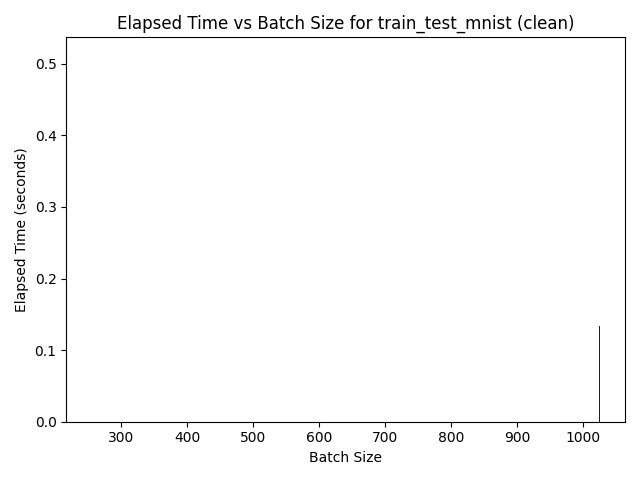 Elapsed Time vs Batch Size for train_test_mnist (clean)
0.5
0.4
0.3
0.2
0.1
0.0
Elapsed Time (seconds)
300 400 500 600 700 800 900 1000
Batch Size